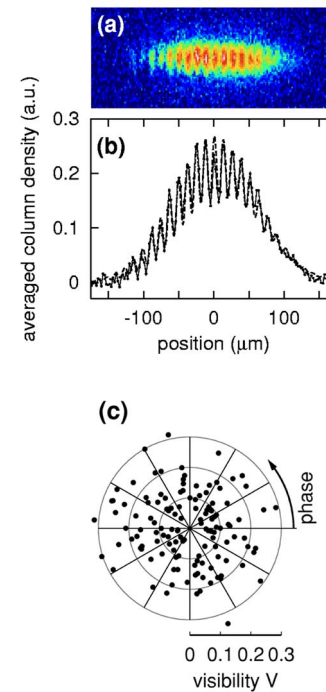 (a)
averaged column density (a.u.)
0.3
(b)
0.2
0.1
0
-100 0 100
position (μm)
(c)
phase
0 0.1 0.2 0.3
visibility V